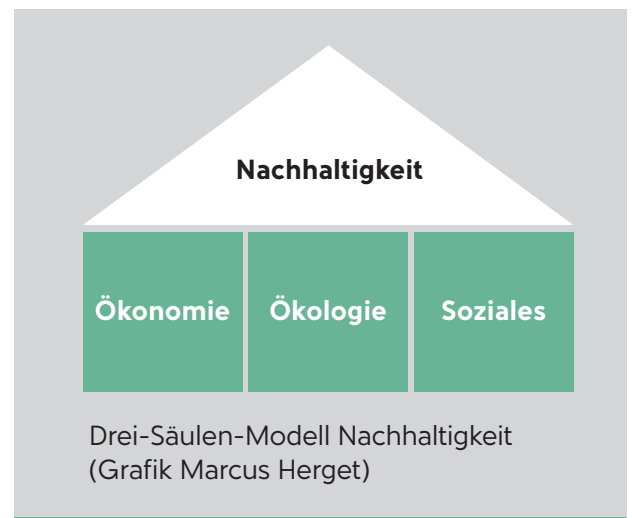 Nachhaltigkeit
Ökonomie
Ökologie
Soziales
Drei-Säulen-Modell Nachhaltigkeit
(Grafik Marcus Herget)